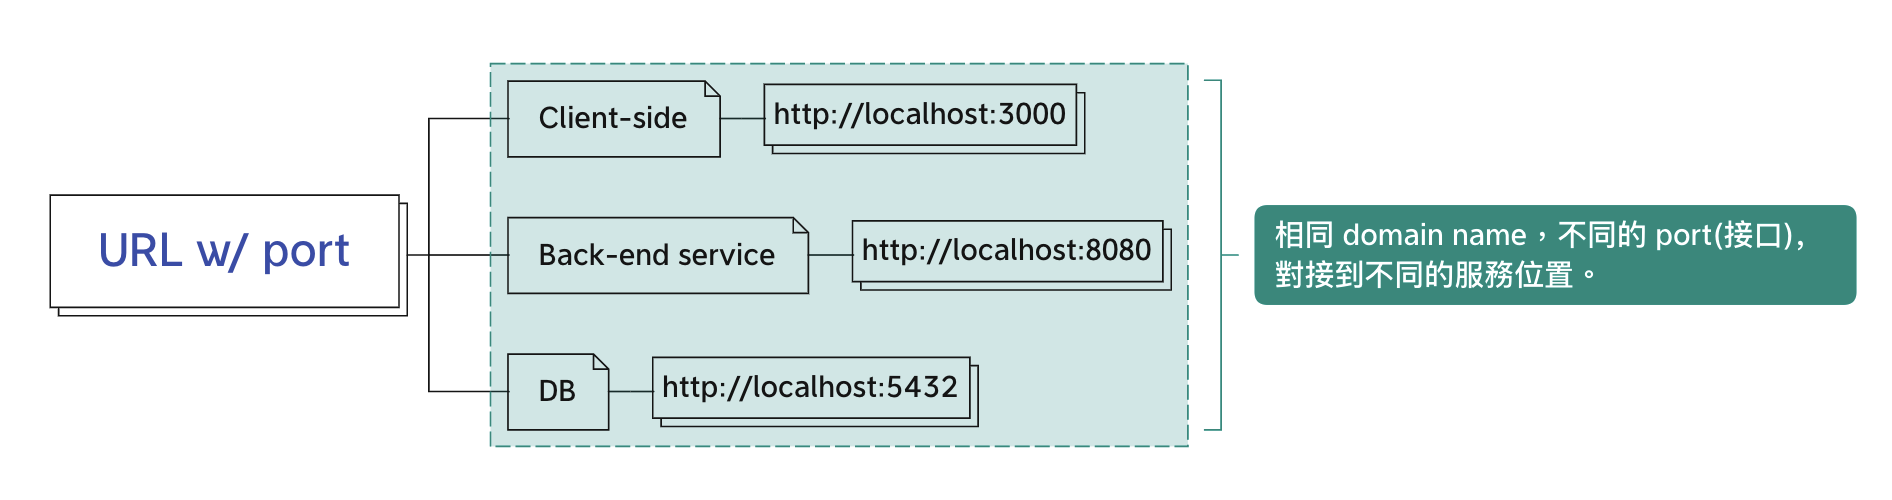 URL w/ port
Client-side
http://localhost:3000
Back-end service
http://localhost:8080
DB
http://localhost:5432
相同 domain name，不同的 port(接口),
對接到不同的服務位置。